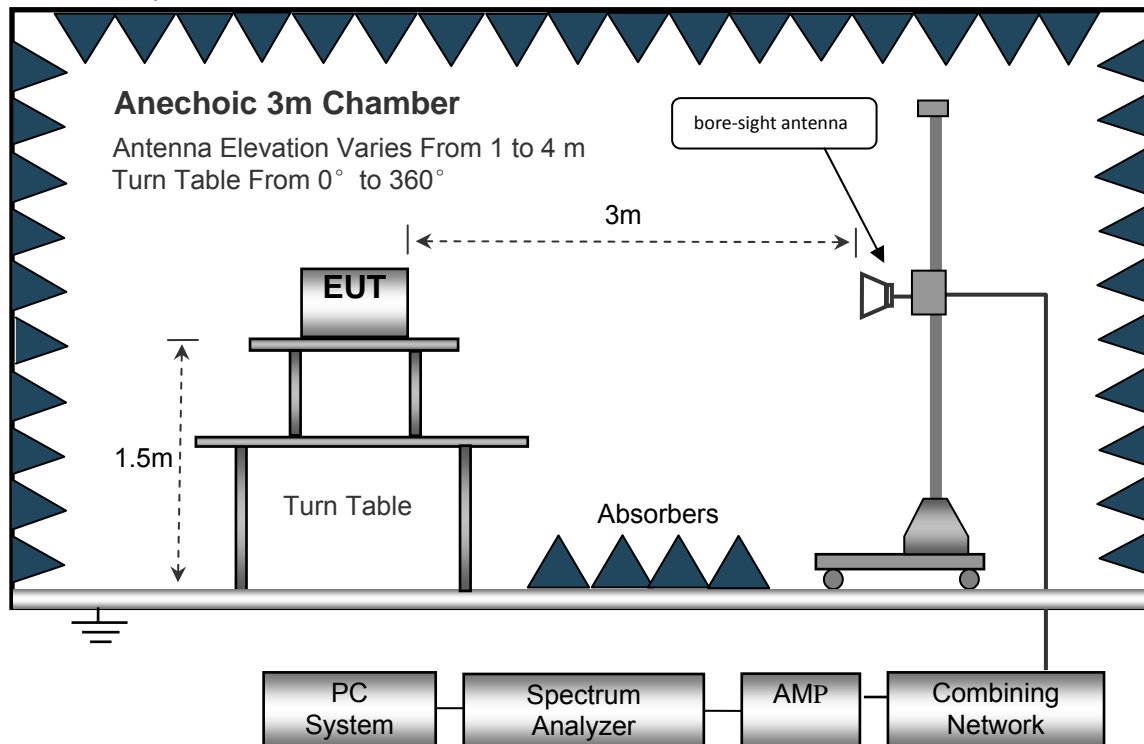 Anechoic 3m Chamber
Antenna Elevation Varies From 1 to 4 m
Turn Table From 0° to 360°
bore-sight antenna
3m
EUT
1.5m
Turn Table
Absorbers
PC
System
Spectrum
Analyzer
AMP
Combining
Network